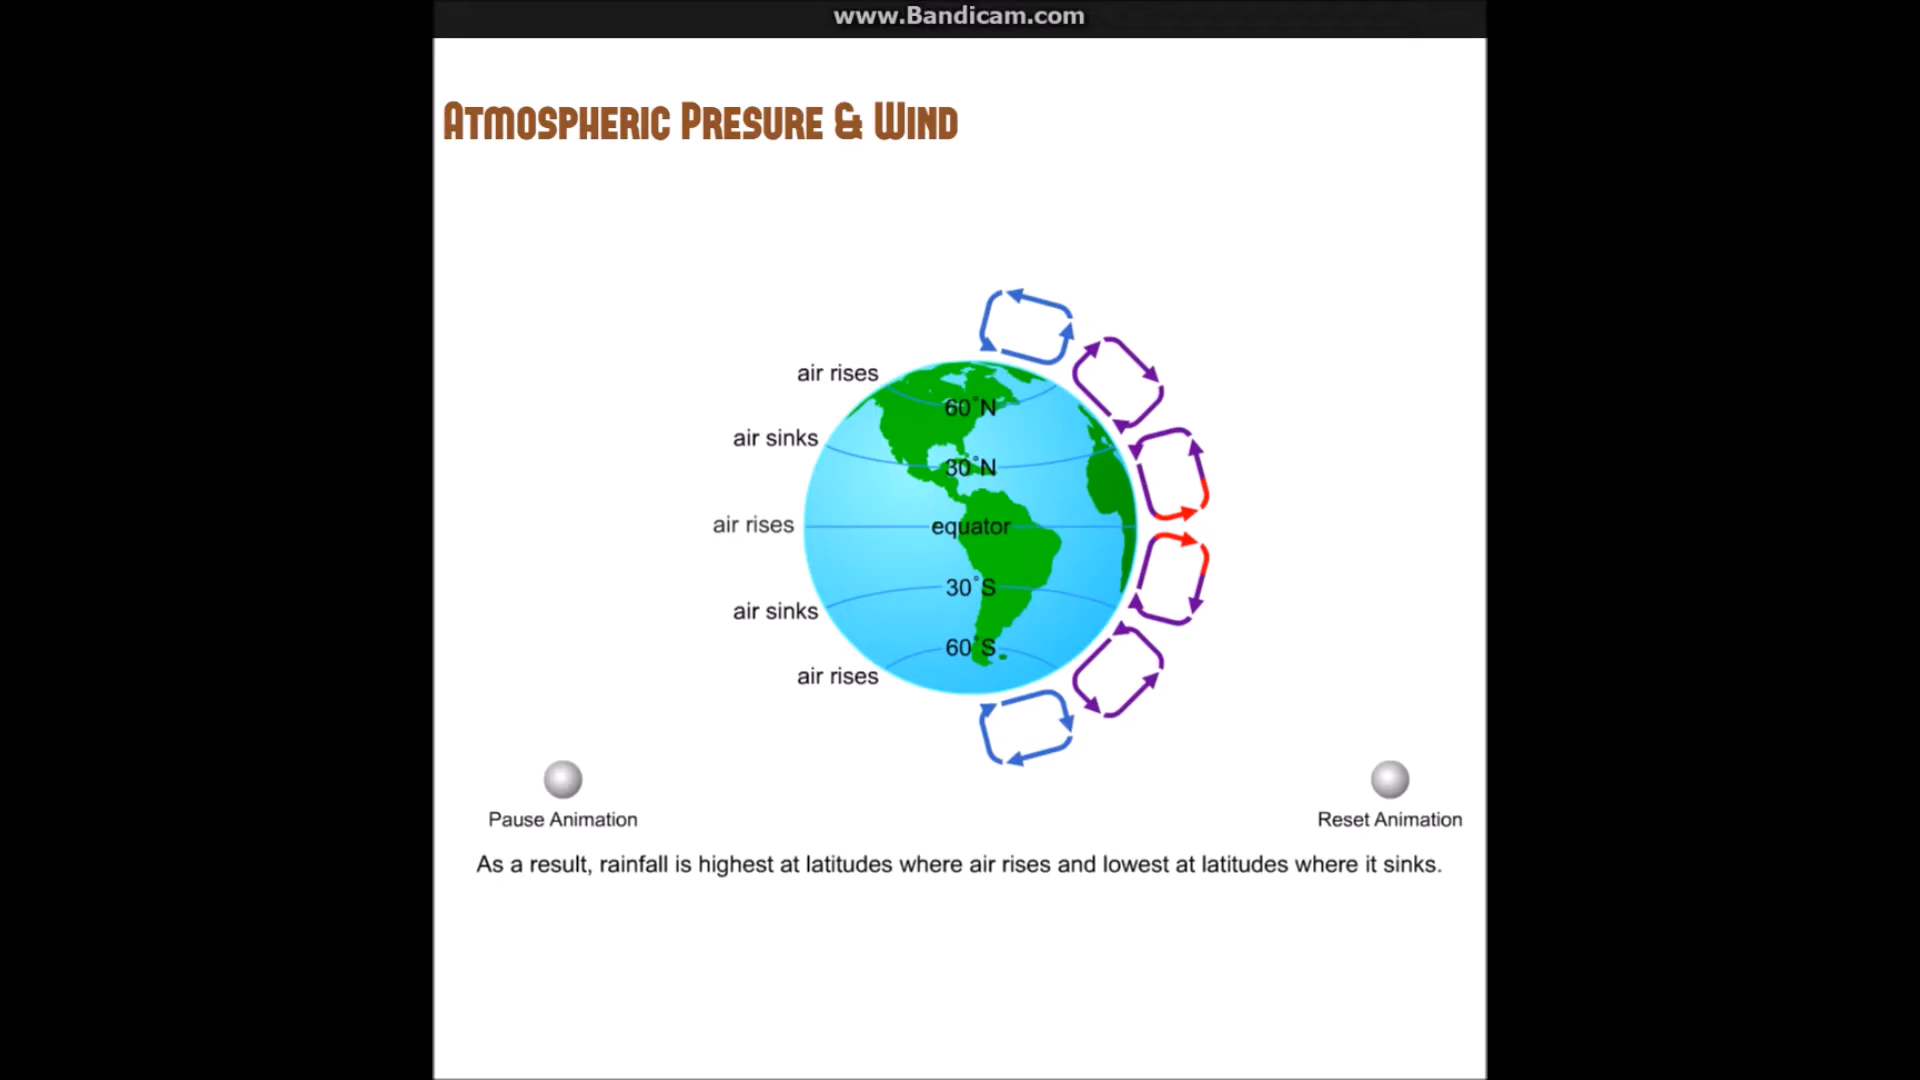 www.Bandicam.com
Atmospheric Presure & Wind
air rises
60°N
air sinks
30°N
air rises
equator
30°S
air sinks
60°S
air rises
Pause Animation
Reset Animation
As a result, rainfall is highest at latitudes where air rises and lowest at latitudes where it sinks.